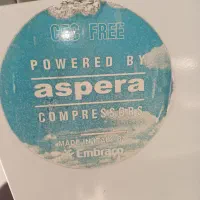 CFC FREE
POWERED BY
aspera
COMPRESSORS
MADE IN
Embraco